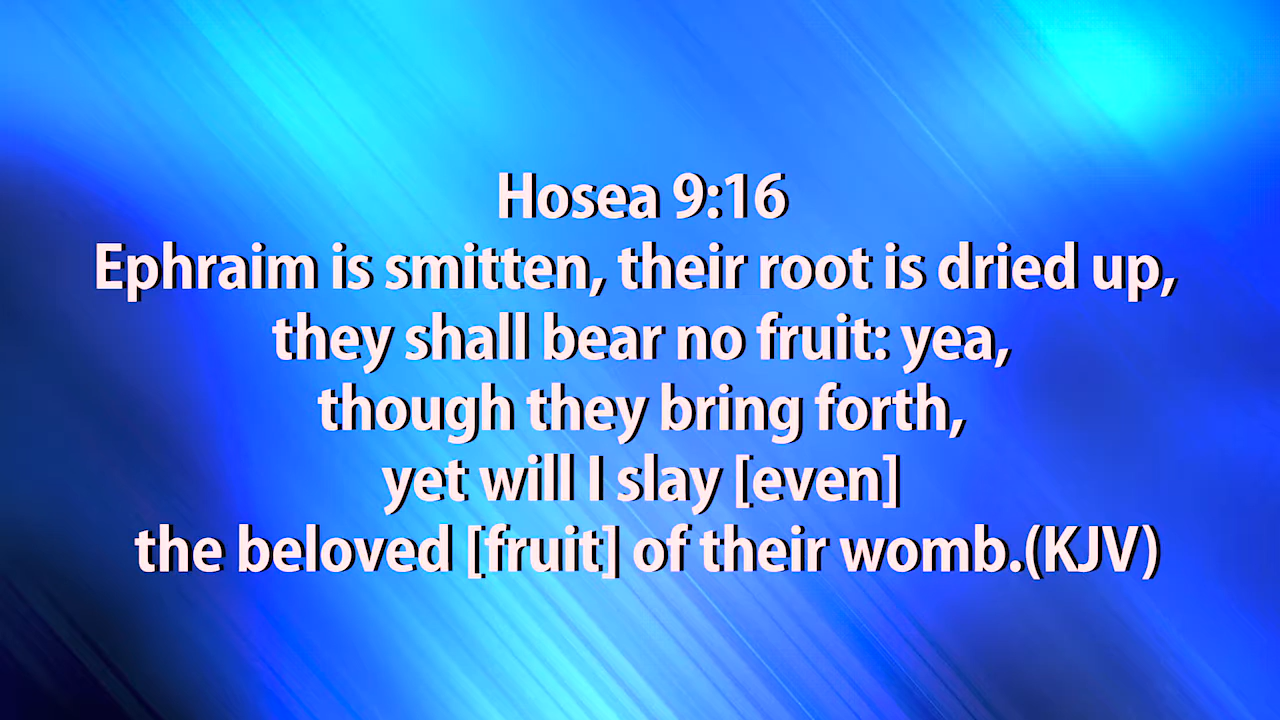 Hosea 9:16
Ephraim is smitten, their root is dried up,
they shall bear no fruit: yea,
though they bring forth,
yet will I slay [even]
the beloved [fruit] of their womb.(KJV)